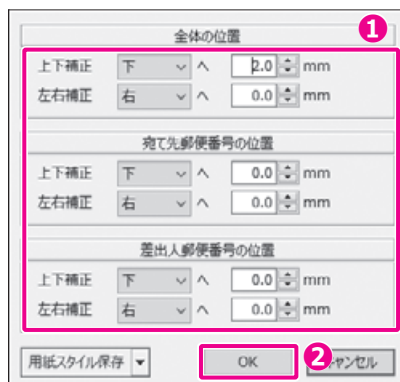 全体の位置 1
上下補正 下 へ 2.0 mm
左右補正 右 へ 0.0 mm
宛て先郵便番号の位置
上下補正 下 へ 0.0 mm
左右補正 右 へ 0.0 mm
差出人郵便番号の位置
上下補正 下 へ 0.0 mm
左右補正 右 へ 0.0 mm
用紙スタイル保存 OK 2 キャンセル